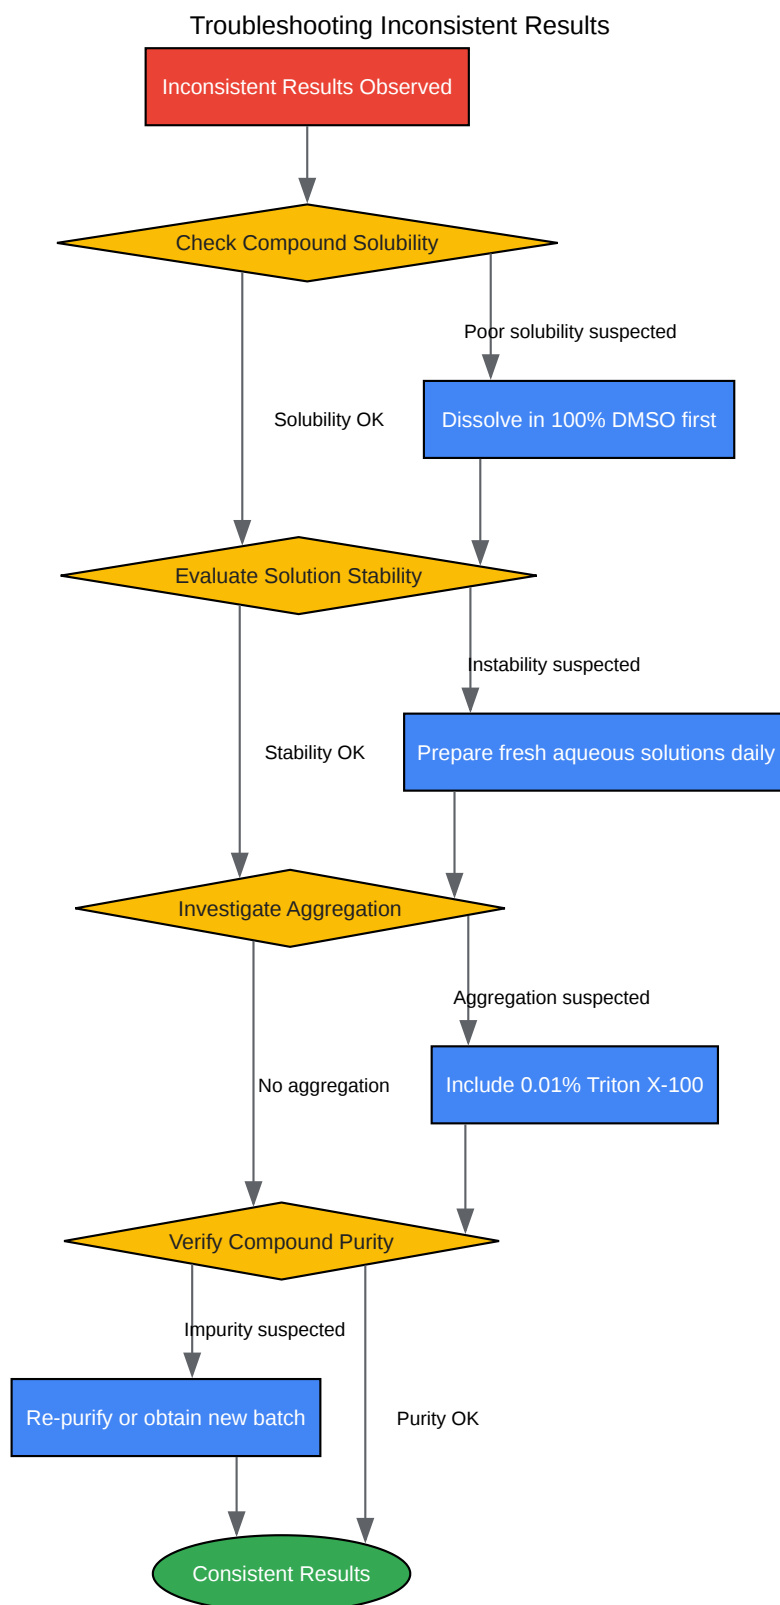 Troubleshooting Inconsistent Results
Inconsistent Results Observed
Check Compound Solubility
Poor solubility suspected
Solubility OK
Dissolve in 100% DMSO first
Evaluate Solution Stability
Instability suspected
Stability OK
Prepare fresh aqueous solutions daily
Investigate Aggregation
Aggregation suspected
No aggregation
Include 0.01% Triton X-100
Verify Compound Purity
Impurity suspected
Re-purify or obtain new batch
Purity OK
Consistent Results